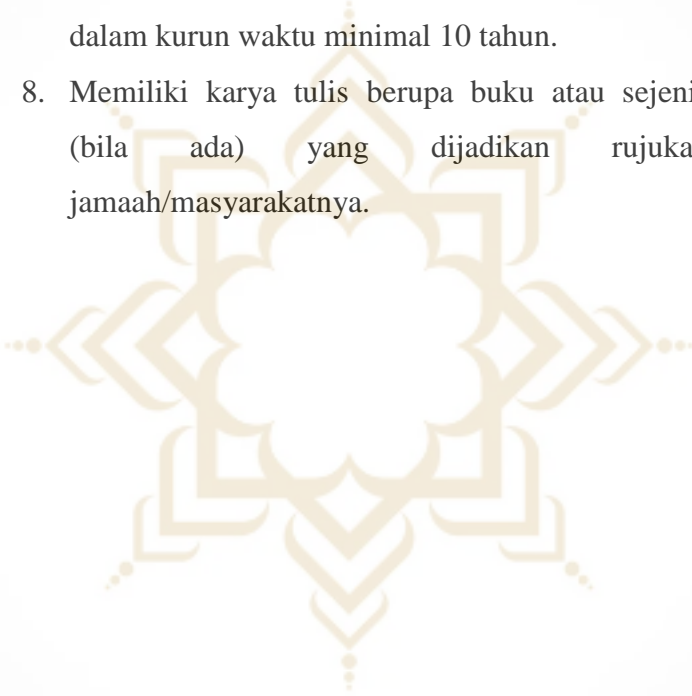 dalam kurun waktu minimal 10 tahun.
8. Memiliki karya tulis berupa buku atau sejeni
(bila ada) yang dijadikan rujuka
jamaah/masyarakatnya.